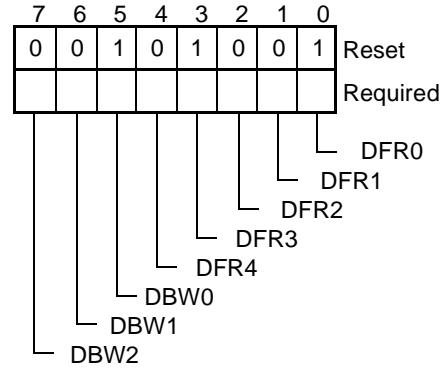 7 6 5 4 3 2 1 0
0 0 1 0 1 0 0 1 Reset
Required
DFR0
DFR1
DFR2
DFR3
DFR4
DBW0
DBW1
DBW2